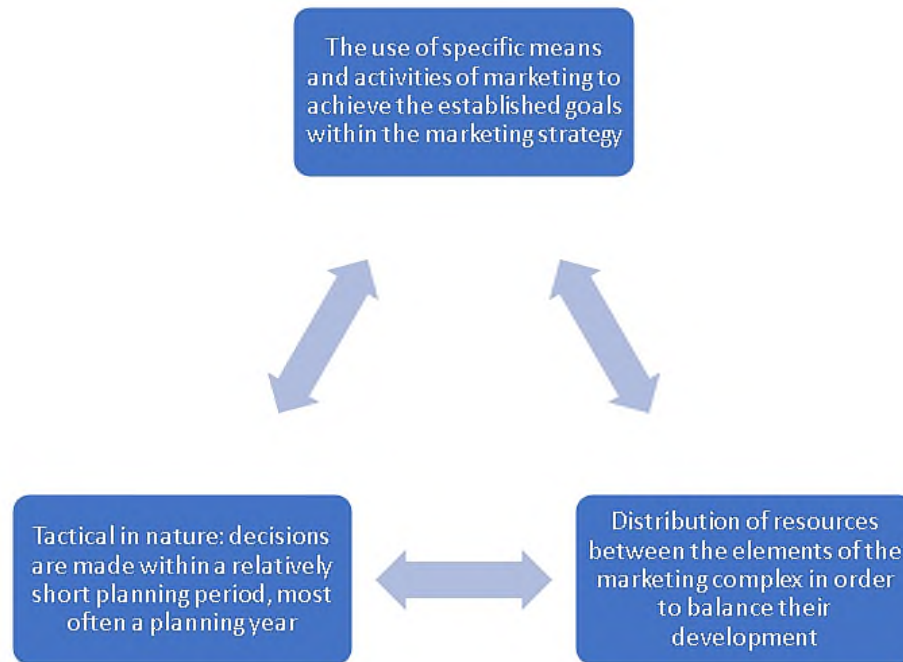 The use of specific means
and activities of marketing to
achieve the established goals
within the marketing strategy
Tactical in nature: decisions
are made within a relatively
short planning period, most
often a planning year
Distribution of resources
between the elements of the
marketing complex in order
to balance their
development